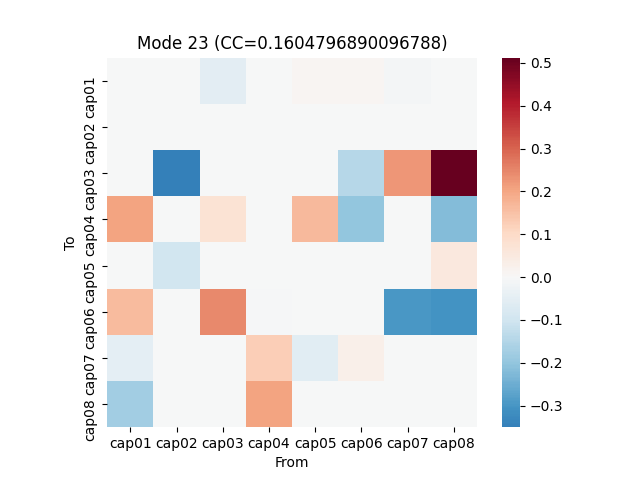 Mode 23 (CC=0.1604796890096788)
To
cap01
cap02
cap03
cap04
cap05
cap06
cap07
cap08
cap01 cap02 cap03 cap04 cap05 cap06 cap07 cap08
From
0.5
0.4
0.3
0.2
0.1
0.0
−0.1
−0.2
−0.3